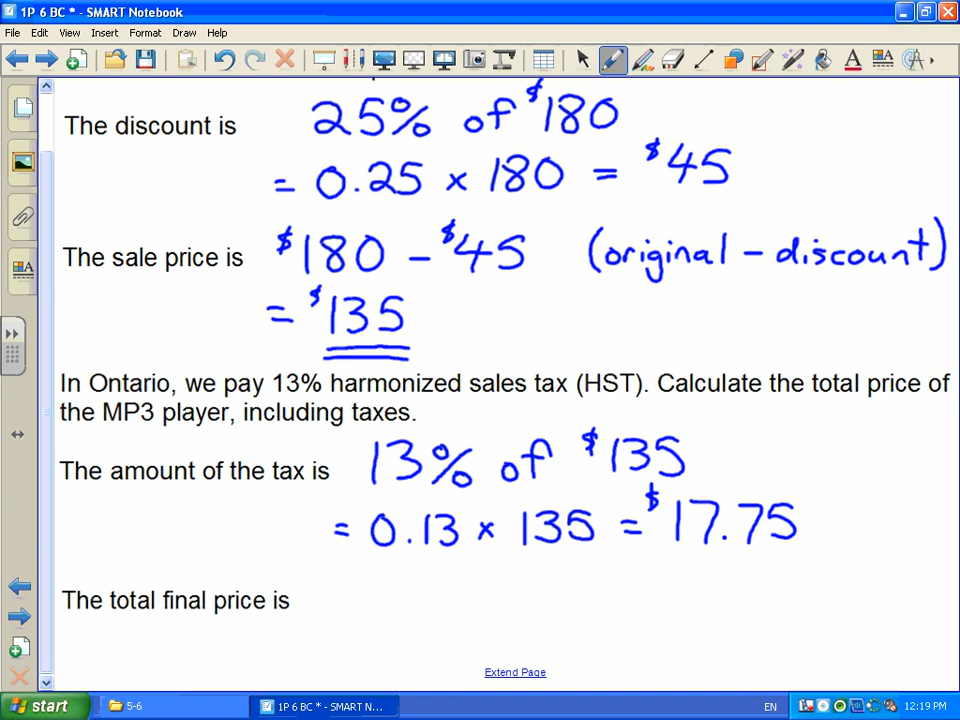 1P 6 BC * - SMART Notebook
File Edit View Insert Format Draw Help
The discount is 25% of $180
= 0.25 × 180 = $45
The sale price is $180 - $45 (original - discount)
= $135
In Ontario, we pay 13% harmonized sales tax (HST). Calculate the total price of
the MP3 player, including taxes.
The amount of the tax is 13% of $135
= 0.13 × 135 = $17.75
The total final price is
Extend Page
start 5-6 1P 6 BC * - SMART N... EN 12:19 PM